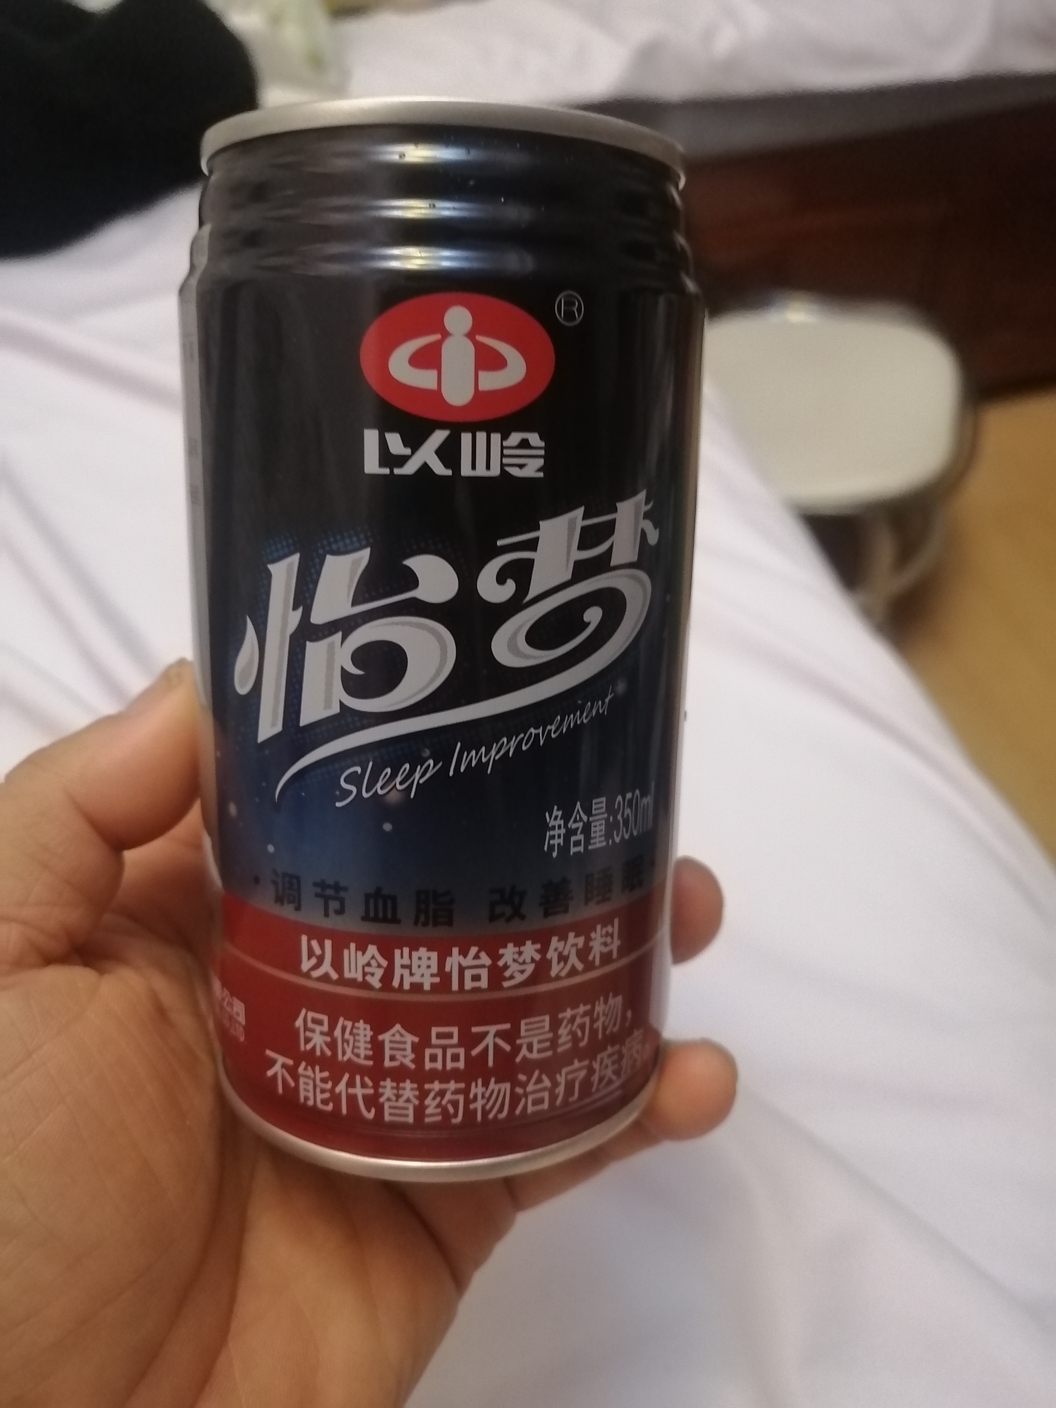 ®
以岭
怡梦
Sleep Improvement
净含量:350ml
·调节血脂 改善睡眠·
以岭牌怡梦饮料
保健食品不是药物,
不能代替药物治疗疾病。
公司